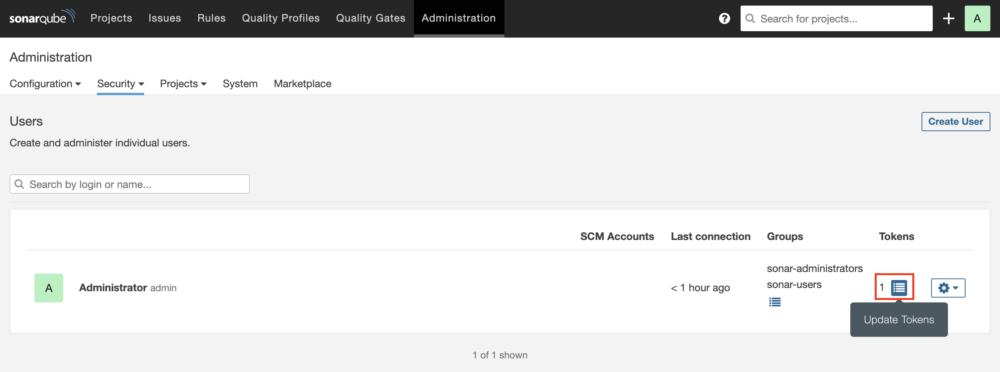 sonarqube Projects Issues Rules Quality Profiles Quality Gates Administration ? Search for projects... A
Administration
Configuration Security Projects System Marketplace
Users
Create User
Create and administer individual users.
Search by login or name...
SCM Accounts Last connection Groups Tokens
A Administrator admin < 1 hour ago sonar-administrators
sonar-users
1
Update Tokens
1 of 1 shown